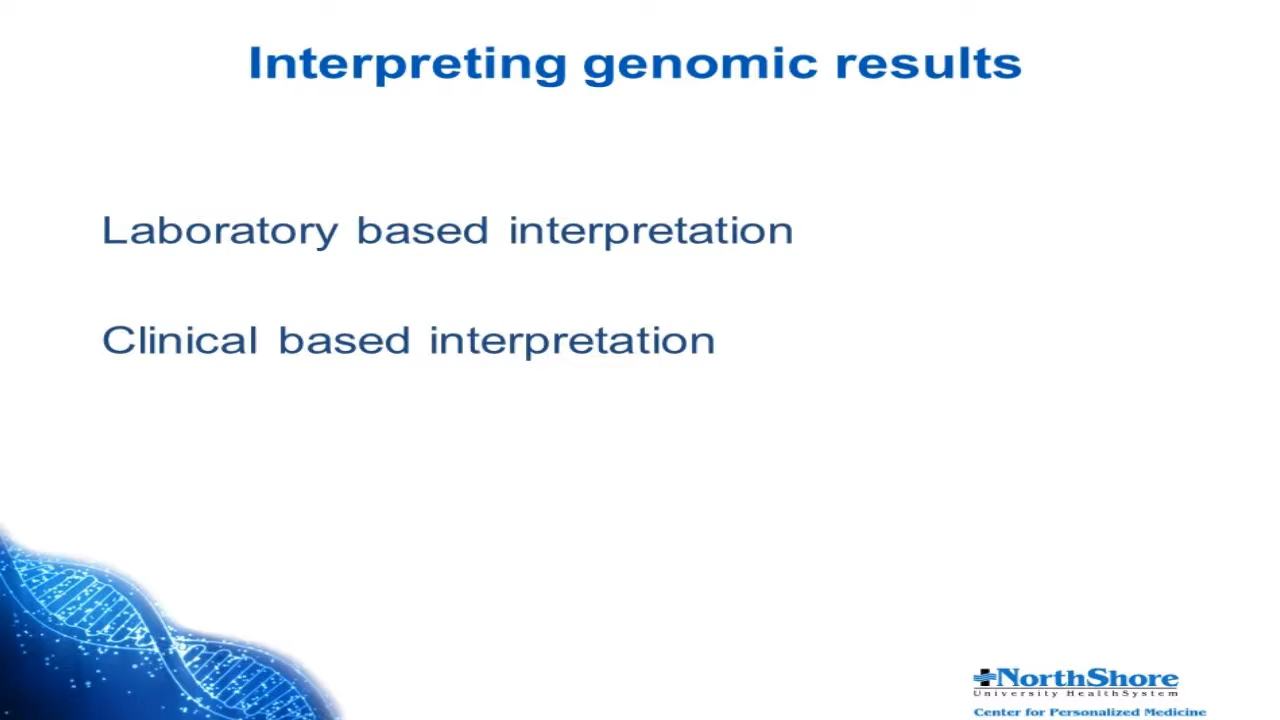 Interpreting genomic results
Laboratory based interpretation
Clinical based interpretation
NorthShore
University HealthSystem
Center for Personalized Medicine